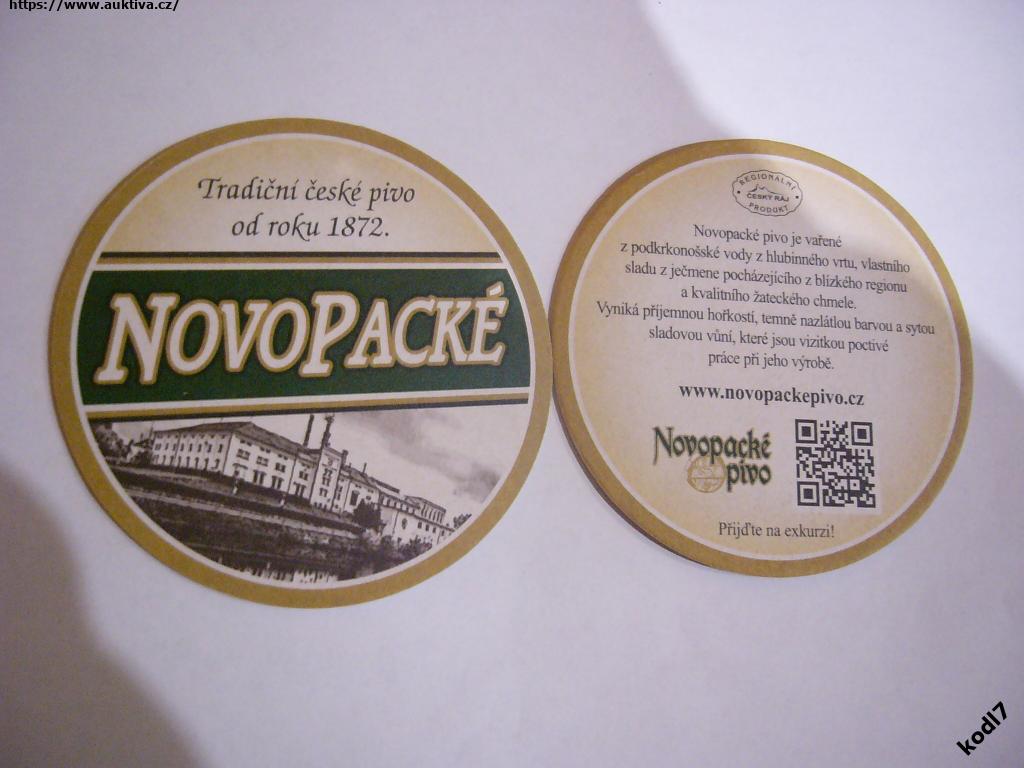 https://www.auktiva.cz/
Tradiční české pivo
od roku 1872.
NOVOPACKÉ
REGIONÁLNÍ
ČESKÝ RÁJ
PRODUKT
Novopacké pivo je vařené
z podkrkonošské vody z hlubinného vrtu, vlastního
sladu z ječmene pocházejícího z blízkého regionu
a kvalitního žateckého chmele.
Vyniká příjemnou hořkostí, temně nazlátlou barvou a sytou
sladovou vůní, které jsou vizitkou poctivé
práce při jeho výrobě.
www.novopackepivo.cz
Novopacké
pivo
Přijďte na exkurzi!
kodl7